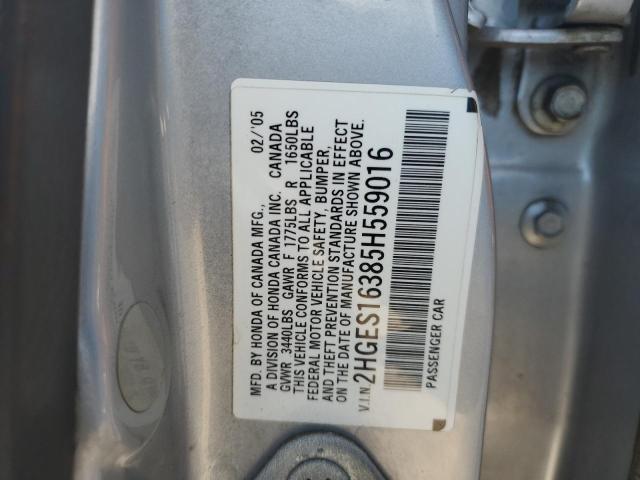 MFD. BY HONDA OF CANADA MFG., 02/'05
A DIVISION OF HONDA CANADA INC. CANADA
GVWR 3440LBS GAWR F 1775LBS R 1650LBS
THIS VEHICLE CONFORMS TO ALL APPLICABLE
FEDERAL MOTOR VEHICLE SAFETY, BUMPER,
AND THEFT PREVENTION STANDARDS IN EFFECT
ON THE DATE OF MANUFACTURE SHOWN ABOVE.
V.I.N. 2HGES16385H559016
PASSENGER CAR